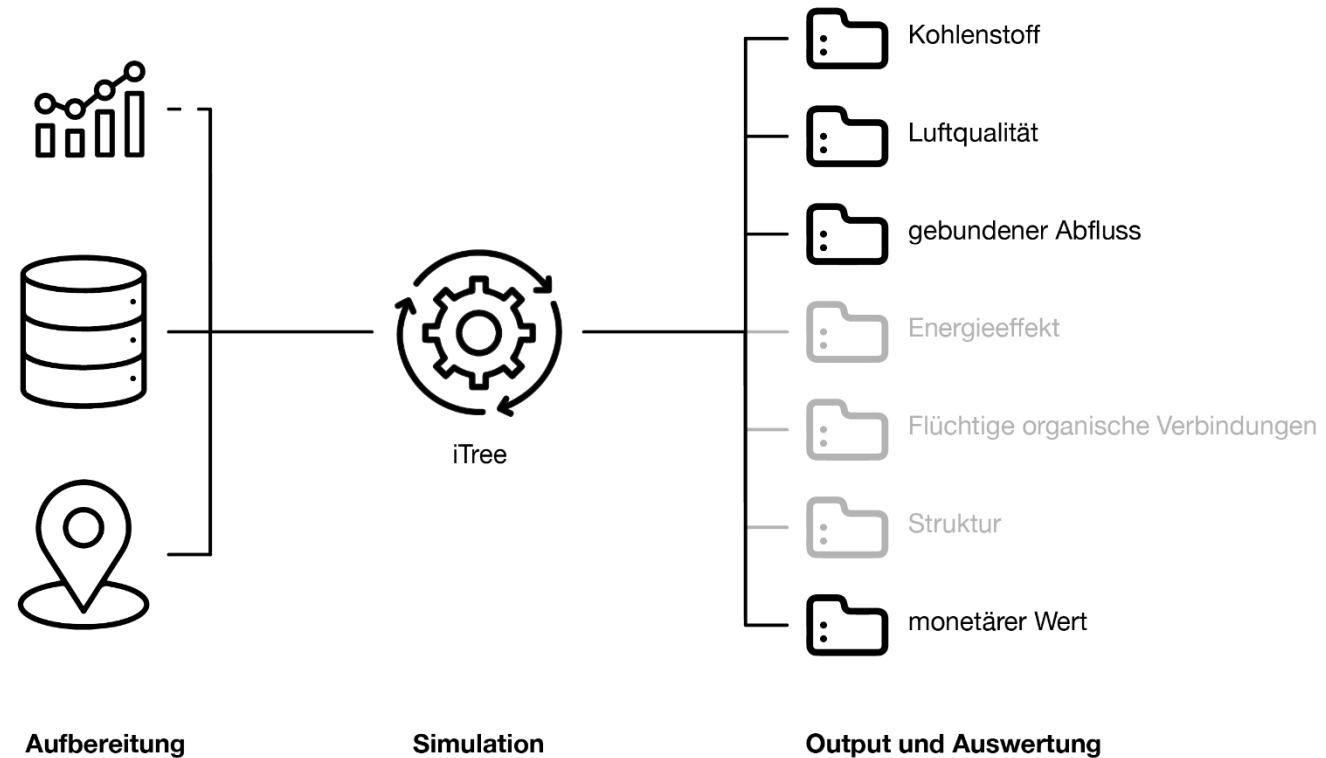 Kohlenstoff
Luftqualität
gebundener Abfluss
Energieeffekt
Flüchtige organische Verbindungen
iTree
Struktur
monetärer Wert
Aufbereitung
Simulation
Output und Auswertung